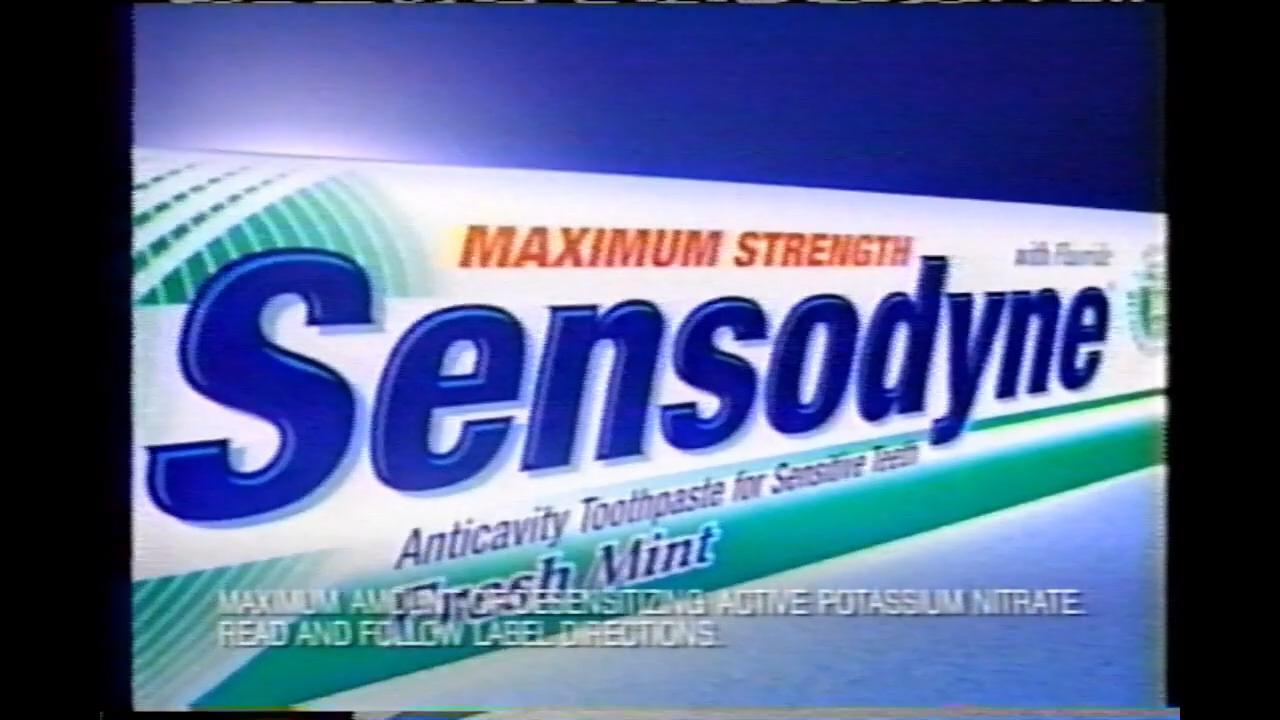 MAXIMUM STRENGTH
with Fluoride
Sensodyne
Anticavity Toothpaste for Sensitive Teeth
Fresh Mint
MAXIMUM AMOUNT OF DESENSITIZING ACTIVE POTASSIUM NITRATE.
READ AND FOLLOW LABEL DIRECTIONS.